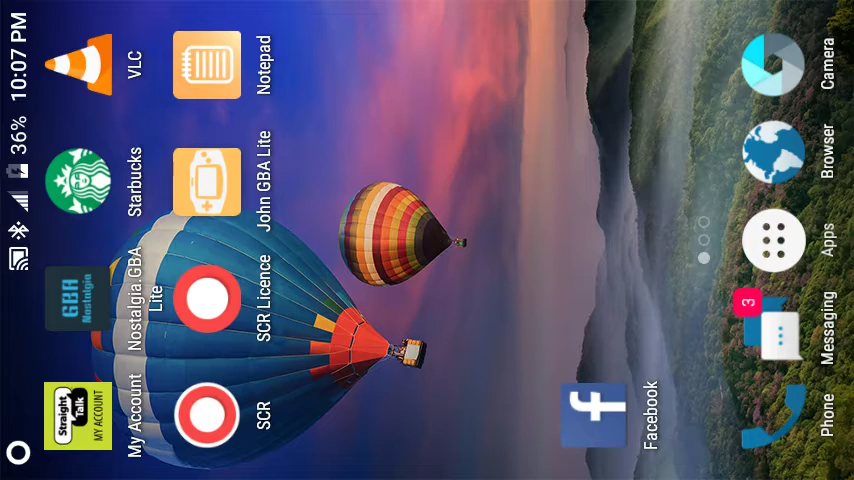 10:07 PM
36%
Straight Talk
MY ACCOUNT
GBA
Nostalgia
My Account
Nostalgia.GBA Lite
Starbucks
VLC
SCR
SCR Licence
John GBA Lite
Notepad
Facebook
3
Phone
Messaging
Apps
Browser
Camera